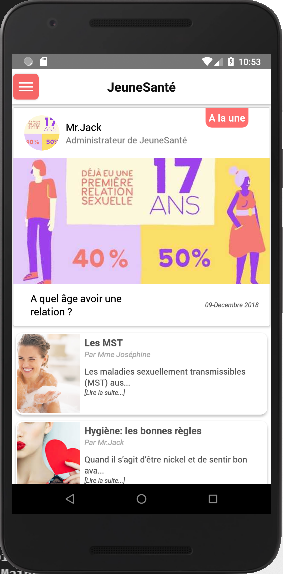 10:53
JeuneSanté
A la une
Mr.Jack
Administrateur de JeuneSanté
DÉJÀ EU UNE
PREMIÈRE
RELATION
SEXUELLE
17
ANS
40%
50%
A quel âge avoir une
relation ?
09-Decembre 2018
Les MST
Par Mme Joséphine
Les maladies sexuellement transmissibles
(MST) aus...
[Lire la suite...]
Hygiène: les bonnes règles
Par Mr.Jack
Quand il s’agit d’être nickel et de sentir bon
ava...
[Lire la suite...]